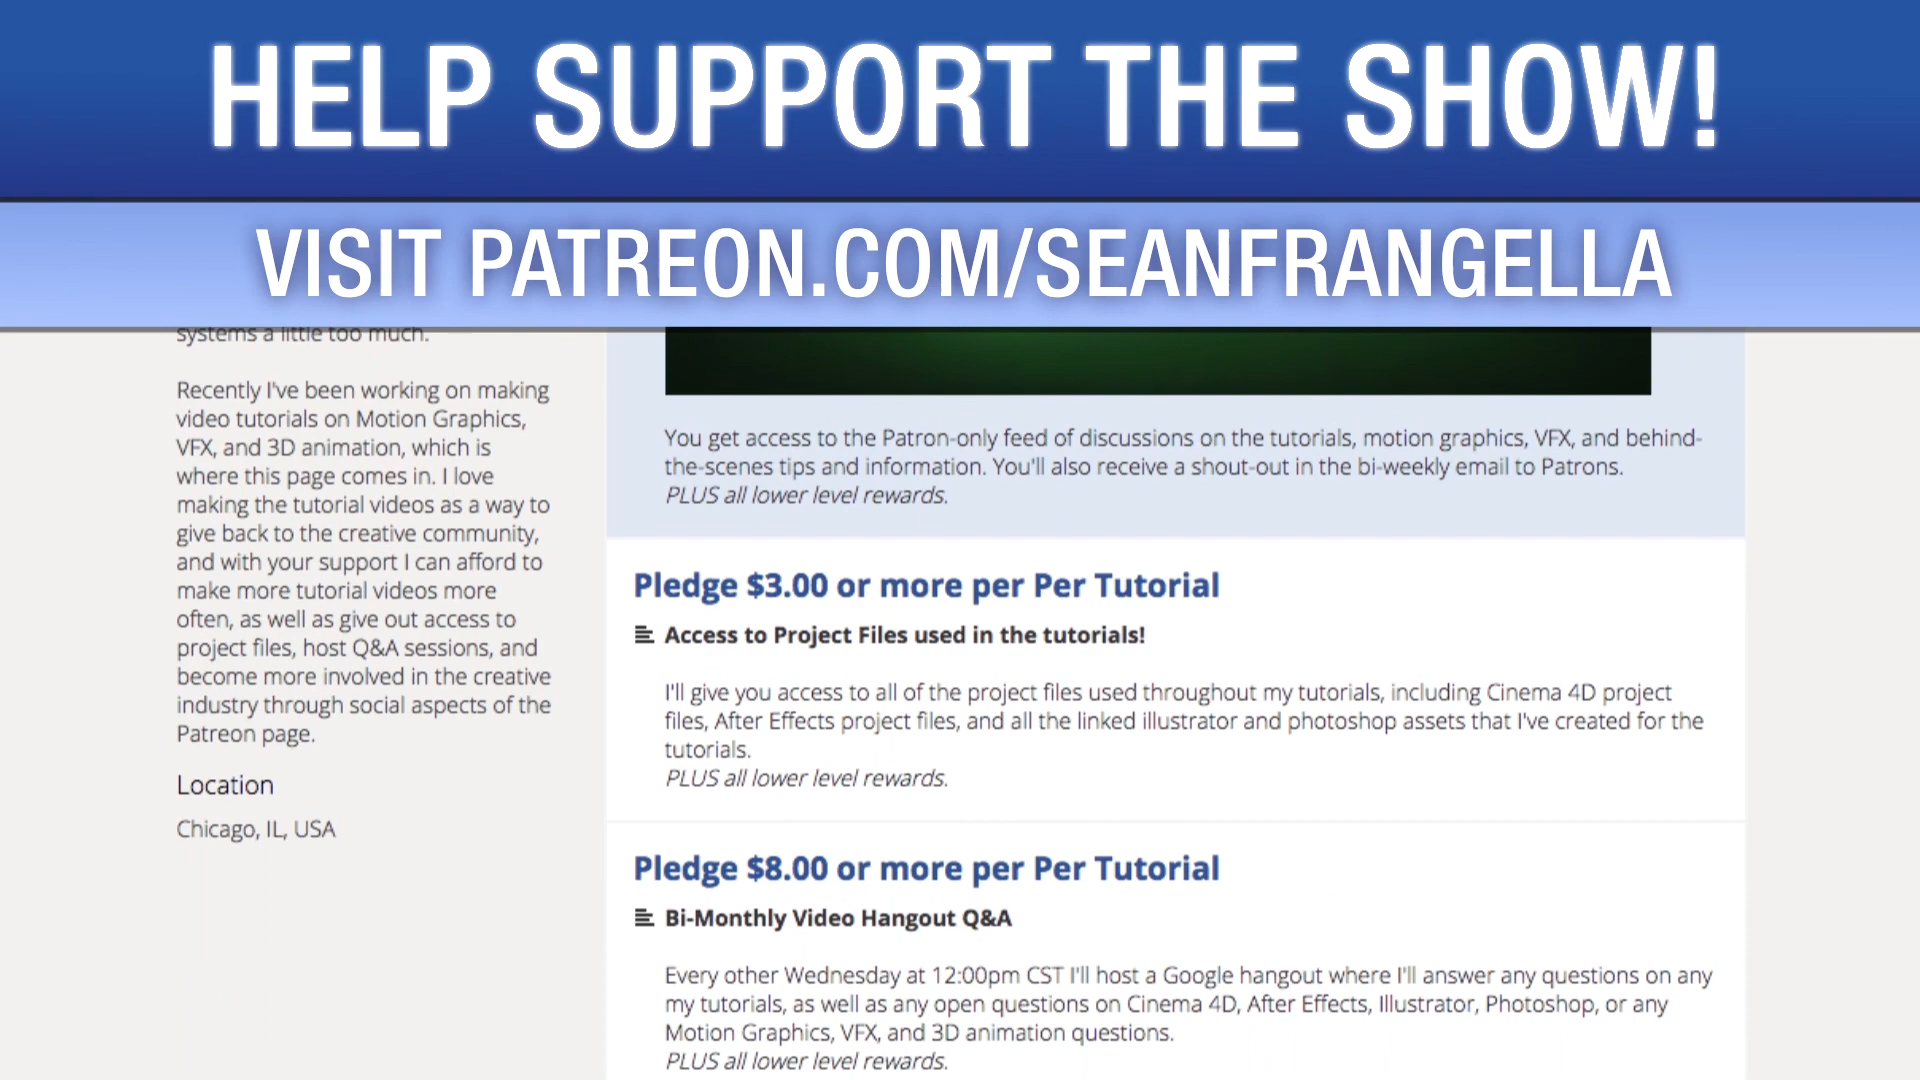 HELP SUPPORT THE SHOW!
VISIT PATREON.COM/SEANFRANGELLA
systems a little too much.
Recently I've been working on making
video tutorials on Motion Graphics,
VFX, and 3D animation, which is
where this page comes in. I love
making the tutorial videos as a way to
give back to the creative community,
and with your support I can afford to
make more tutorial videos more
often, as well as give out access to
project files, host Q&A sessions, and
become more involved in the creative
industry through social aspects of the
Patreon page.
Location
Chicago, IL, USA
You get access to the Patron-only feed of discussions on the tutorials, motion graphics, VFX, and behind-
the-scenes tips and information. You'll also receive a shout-out in the bi-weekly email to Patrons.
PLUS all lower level rewards.
Pledge $3.00 or more per Per Tutorial
Access to Project Files used in the tutorials!
I'll give you access to all of the project files used throughout my tutorials, including Cinema 4D project
files, After Effects project files, and all the linked illustrator and photoshop assets that I've created for the
tutorials.
PLUS all lower level rewards.
Pledge $8.00 or more per Per Tutorial
Bi-Monthly Video Hangout Q&A
Every other Wednesday at 12:00pm CST I'll host a Google hangout where I'll answer any questions on any
my tutorials, as well as any open questions on Cinema 4D, After Effects, Illustrator, Photoshop, or any
Motion Graphics, VFX, and 3D animation questions.
PLUS all lower level rewards.